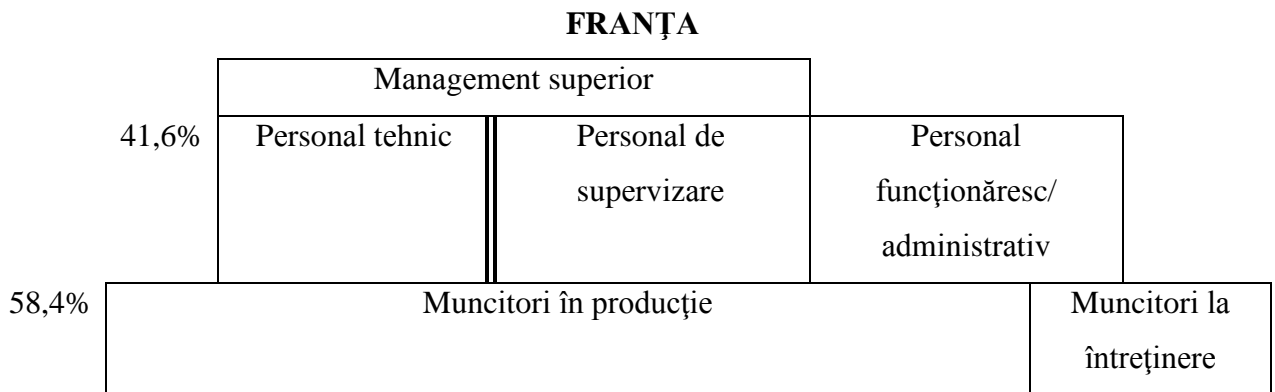 FRANŢA
Management superior
41,6%
Personal tehnic
Personal de
supervizare
Personal
funcţionăresc/
administrativ
58,4%
Muncitori în producţie
Muncitori la
întreţinere